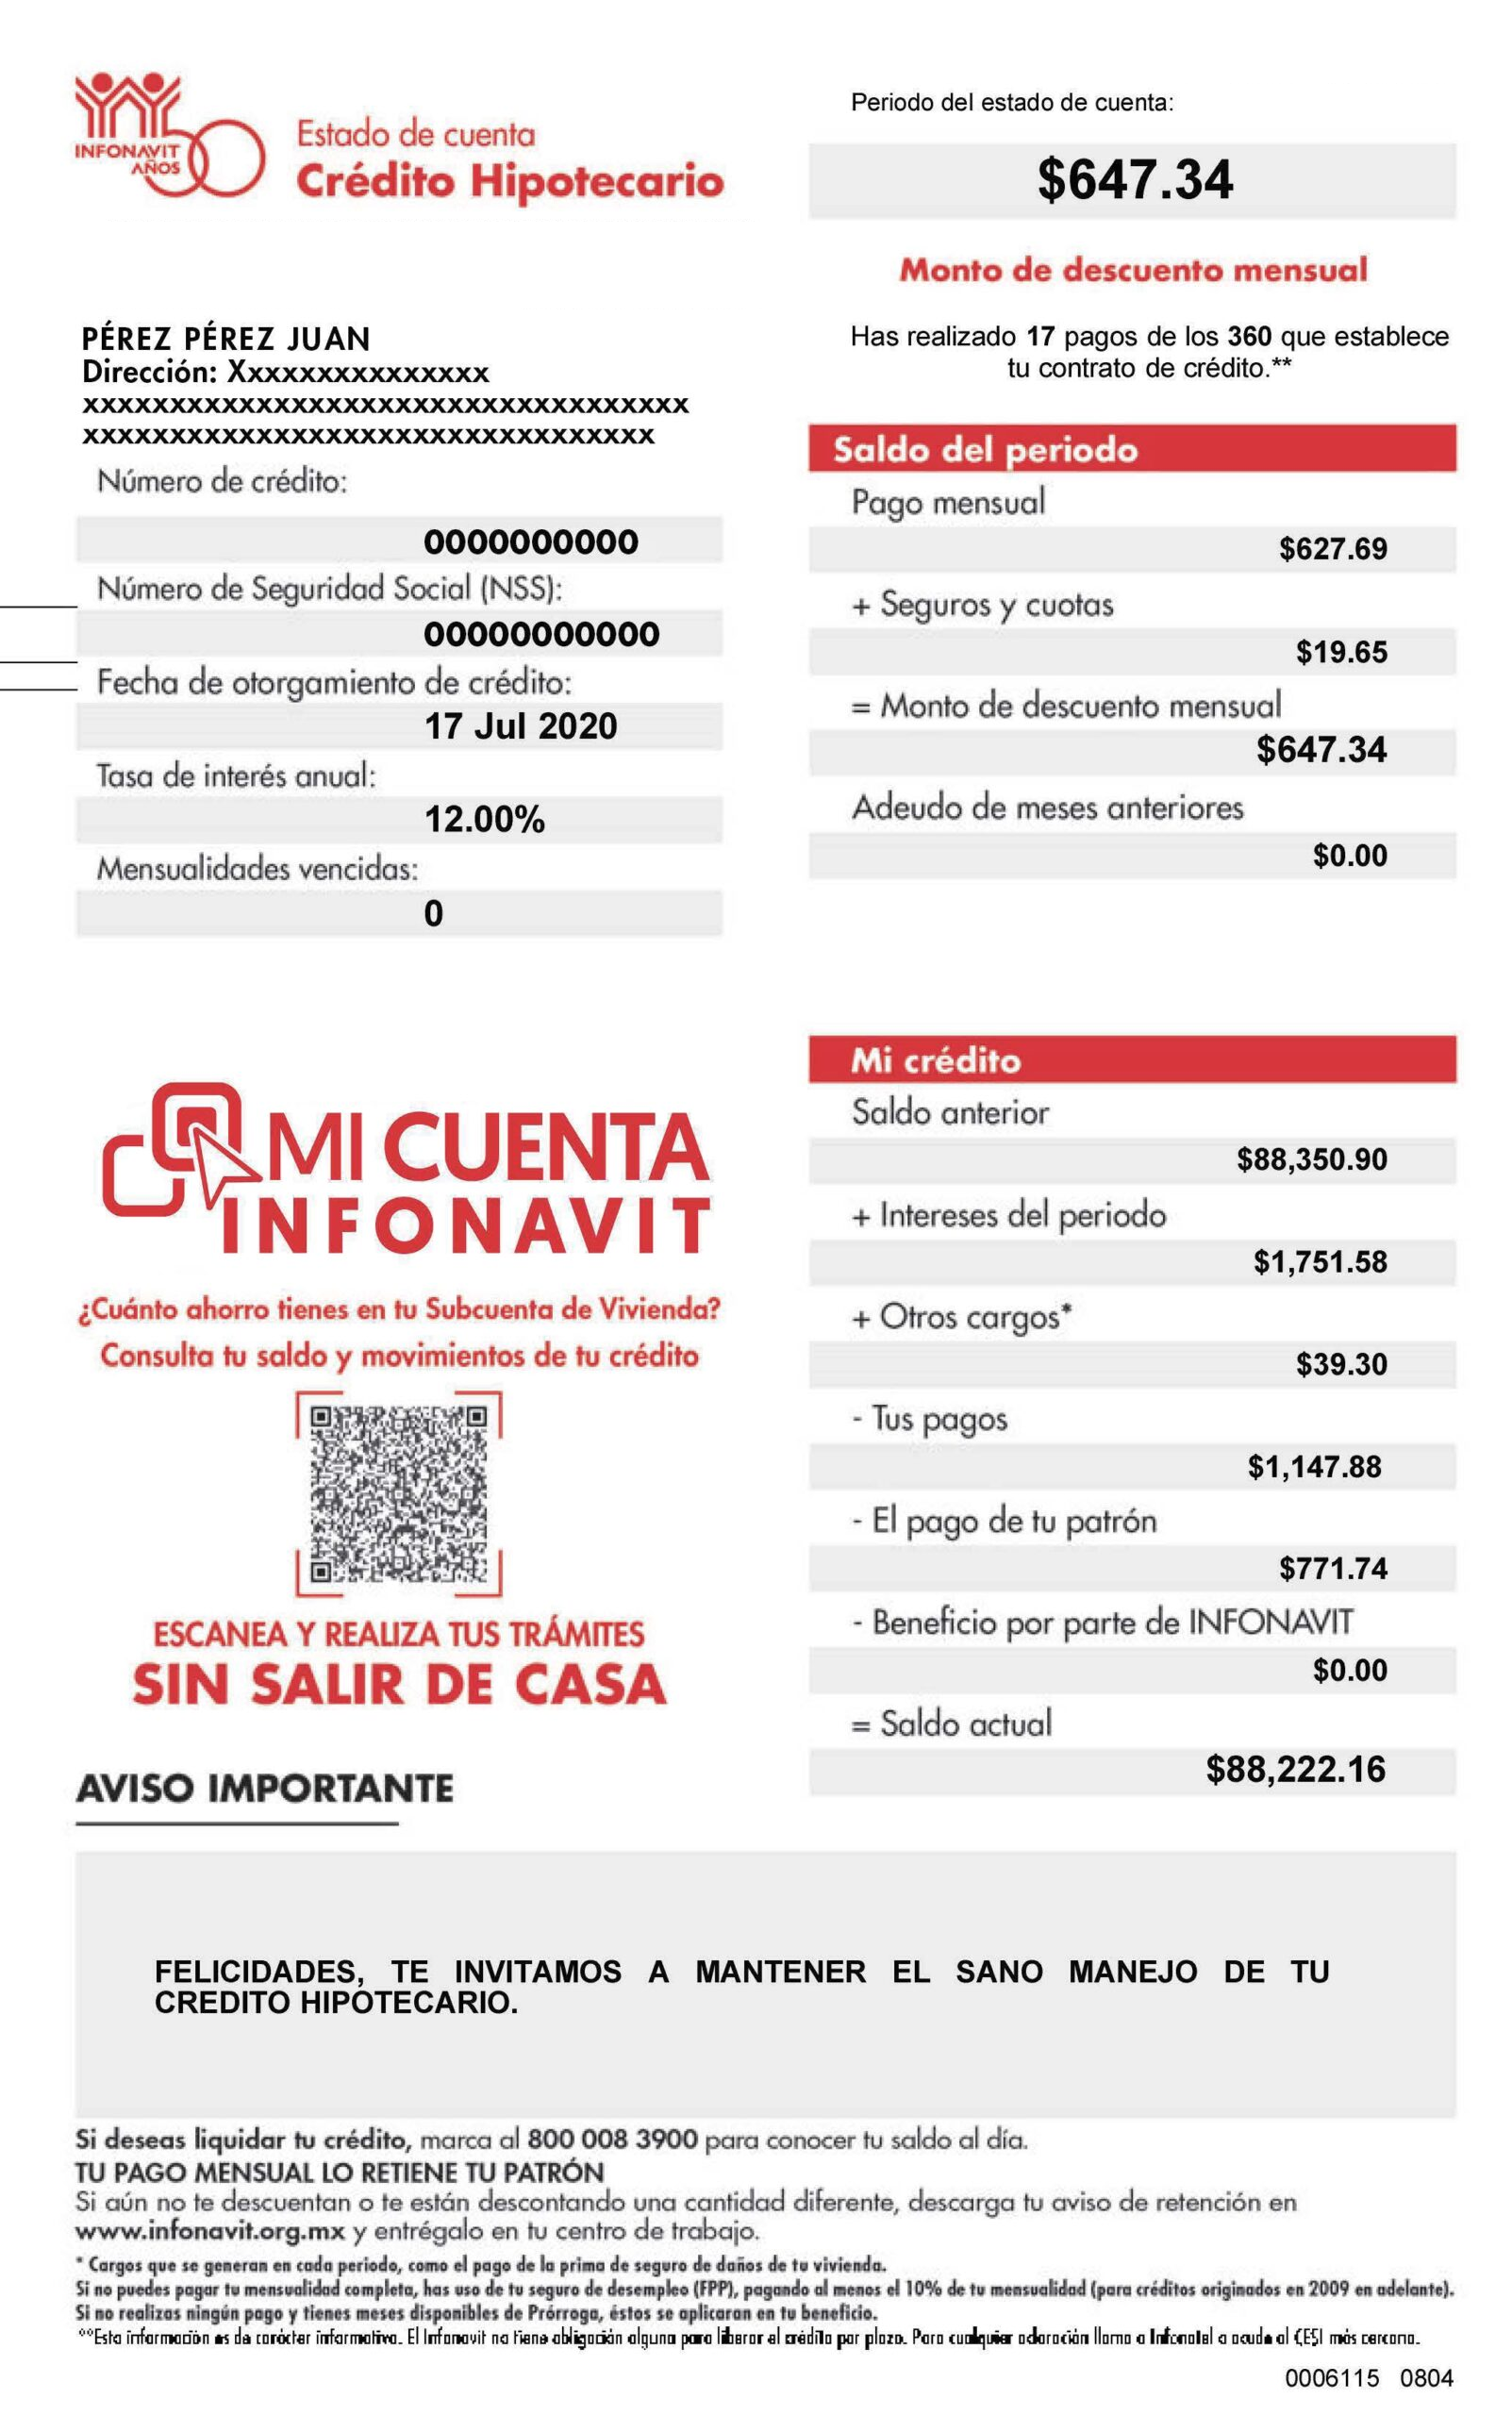 INFONAVIT
AÑOS
Estado de cuenta
Crédito Hipotecario
Periodo del estado de cuenta:
$647.34
Monto de descuento mensual
Has realizado 17 pagos de los 360 que establece
tu contrato de crédito.**
PÉREZ PÉREZ JUAN
Dirección: Xxxxxxxxxxxxxxx
xxxxxxxxxxxxxxxxxxxxxxxxxxxxxxxxxxx
xxxxxxxxxxxxxxxxxxxxxxxxxxxxxxxxx
Número de crédito:
0000000000
Número de Seguridad Social (NSS):
00000000000
Fecha de otorgamiento de crédito:
17 Jul 2020
Tasa de interés anual:
12.00%
Mensualidades vencidas:
0
Saldo del periodo
Pago mensual
$627.69
+ Seguros y cuotas
$19.65
= Monto de descuento mensual
$647.34
Adeudo de meses anteriores
$0.00
MI CUENTA
INFONAVIT
¿Cuánto ahorro tienes en tu Subcuenta de Vivienda?
Consulta tu saldo y movimientos de tu crédito
ESCANEA Y REALIZA TUS TRÁMITES
SIN SALIR DE CASA
Mi crédito
Saldo anterior
$88,350.90
+ Intereses del periodo
$1,751.58
+ Otros cargos*
$39.30
- Tus pagos
$1,147.88
- El pago de tu patrón
$771.74
- Beneficio por parte de INFONAVIT
$0.00
= Saldo actual
$88,222.16
AVISO IMPORTANTE
FELICIDADES, TE INVITAMOS A MANTENER EL SANO MANEJO DE TU
CREDITO HIPOTECARIO.
Si deseas liquidar tu crédito, marca al 800 008 3900 para conocer tu saldo al día.
TU PAGO MENSUAL LO RETIENE TU PATRÓN
Si aún no te descuentan o te están descontando una cantidad diferente, descarga tu aviso de retención en
www.infonavit.org.mx y entrégalo en tu centro de trabajo.
* Cargos que se generan en cada periodo, como el pago de la prima de seguro de daños de tu vivienda.
Si no puedes pagar tu mensualidad completa, has uso de tu seguro de desempleo (FPP), pagando al menos el 10% de tu mensualidad (para créditos originados en 2009 en adelante).
Si no realizas ningún pago y tienes meses disponibles de Prórroga, éstos se aplicaran en tu beneficio.
**Esta información es de carácter informativo. El Infonavit no tiene obligación alguna para liberar el crédito por plazo. Para cualquier aclaración llama a Infonatel o acude al CESI más cercano.
0006115 0804